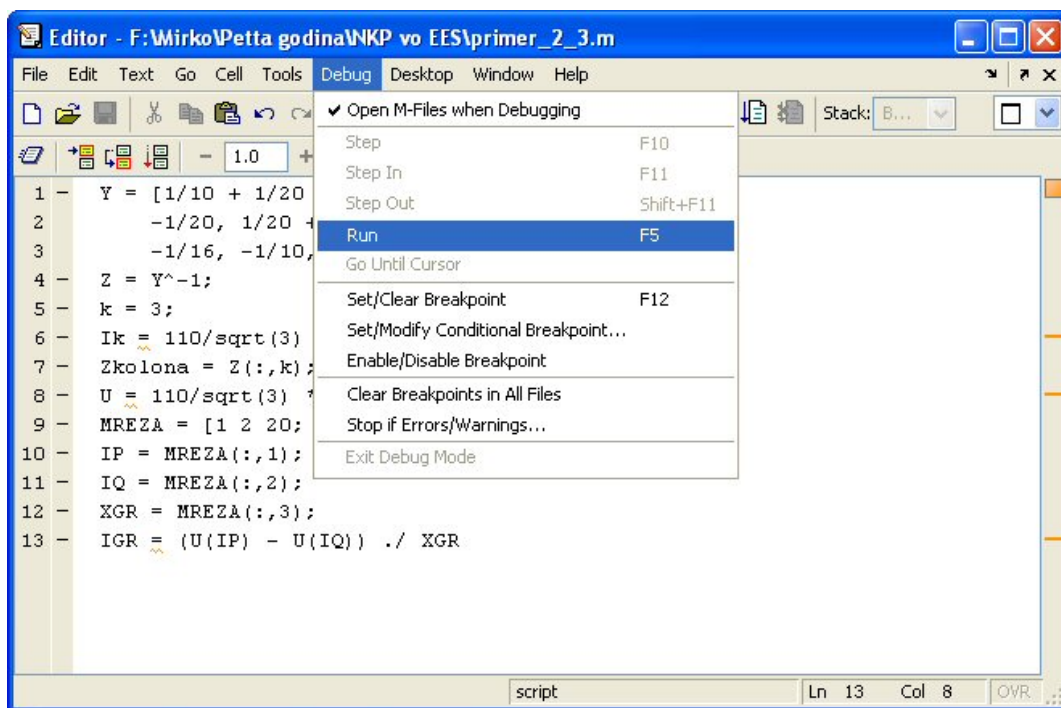 Editor - F:\Mirko\Petta godina\NKP vo EES\primer_2_3.m
File Edit Text Go Cell Tools Debug Desktop Window Help
Stack: B...
1.0
✔ Open M-Files when Debugging
Step F10
Step In F11
Step Out Shift+F11
Run F5
Go Until Cursor
Set/Clear Breakpoint F12
Set/Modify Conditional Breakpoint...
Enable/Disable Breakpoint
Clear Breakpoints in All Files
Stop if Errors/Warnings...
Exit Debug Mode
1 - Y = [1/10 + 1/20
2 -1/20, 1/20 +
3 -1/16, -1/10,
4 - Z = Y^-1;
5 - k = 3;
6 - Ik = 110/sqrt(3)
7 - Zkolona = Z(:,k);
8 - U = 110/sqrt(3)
9 - MREZA = [1 2 20;
10 - IP = MREZA(:,1);
11 - IQ = MREZA(:,2);
12 - XGR = MREZA(:,3);
13 - IGR = (U(IP) - U(IQ)) ./ XGR
script Ln 13 Col 8 OVR